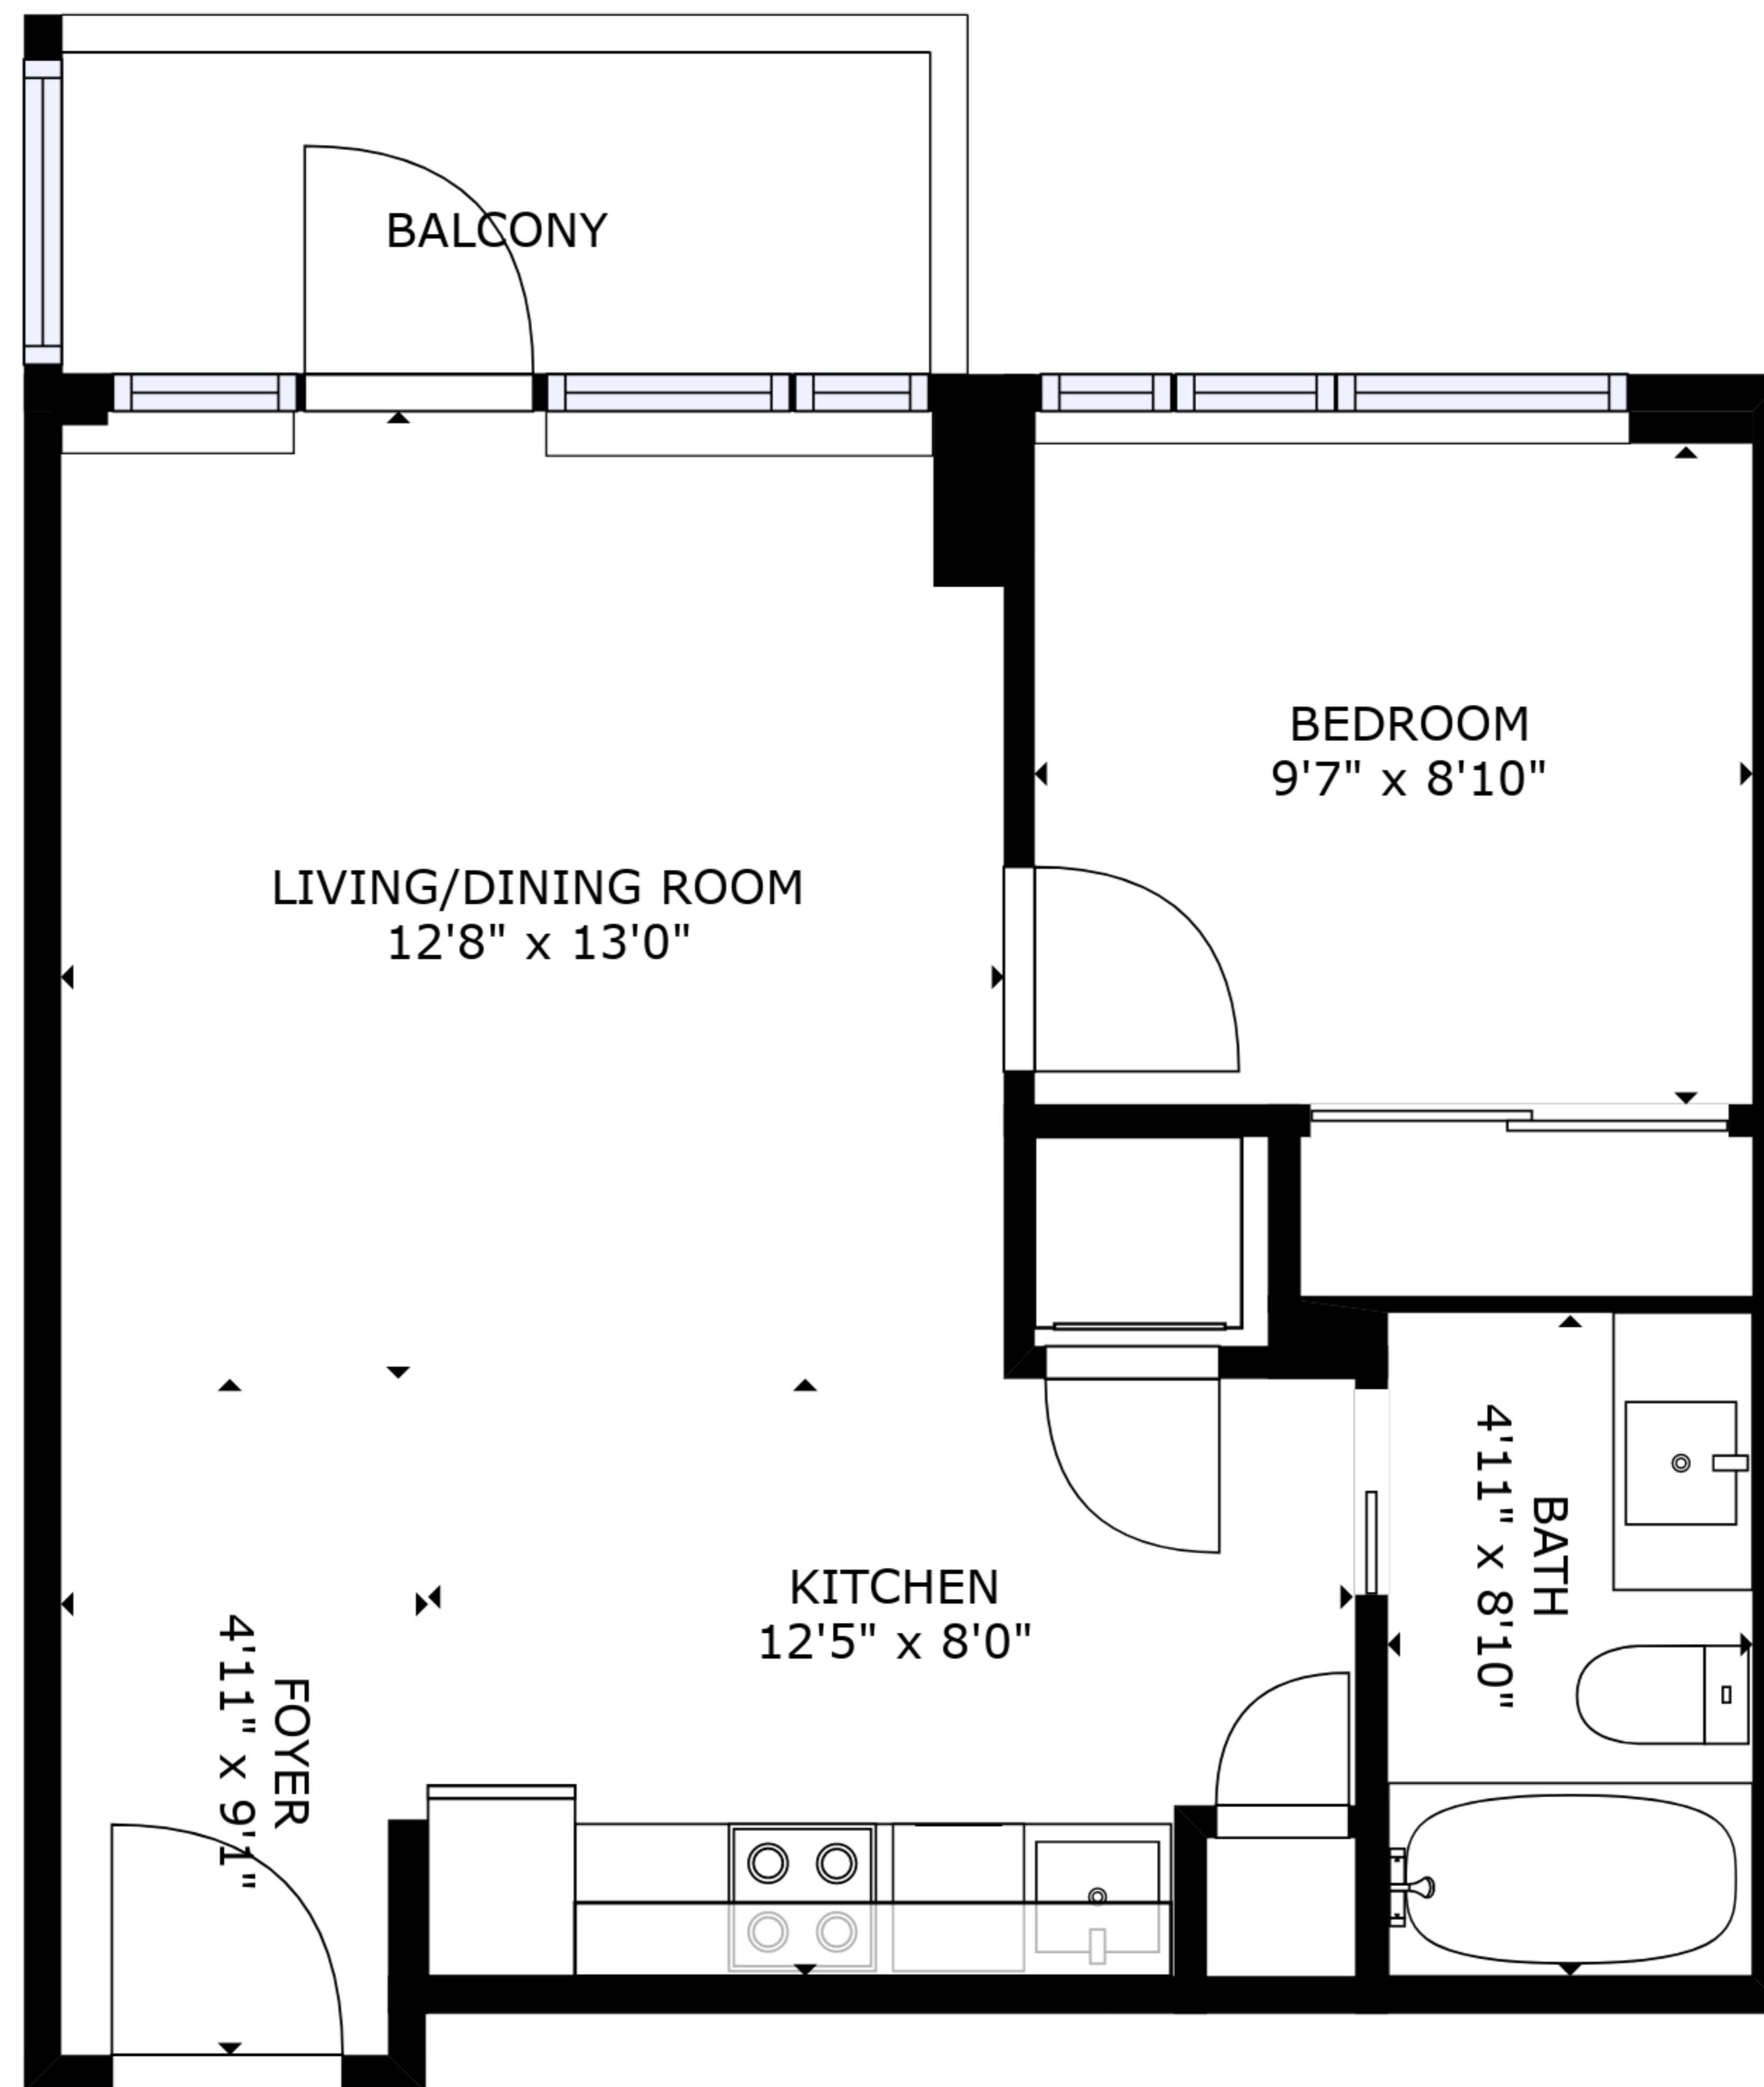 BALCONY
BEDROOM
9'7" x 8'10"
LIVING/DINING ROOM
12'8" x 13'0"
BATH
4'11" x 8'10"
KITCHEN
12'5" x 8'0"
FOYER
4'11" x 9'1"